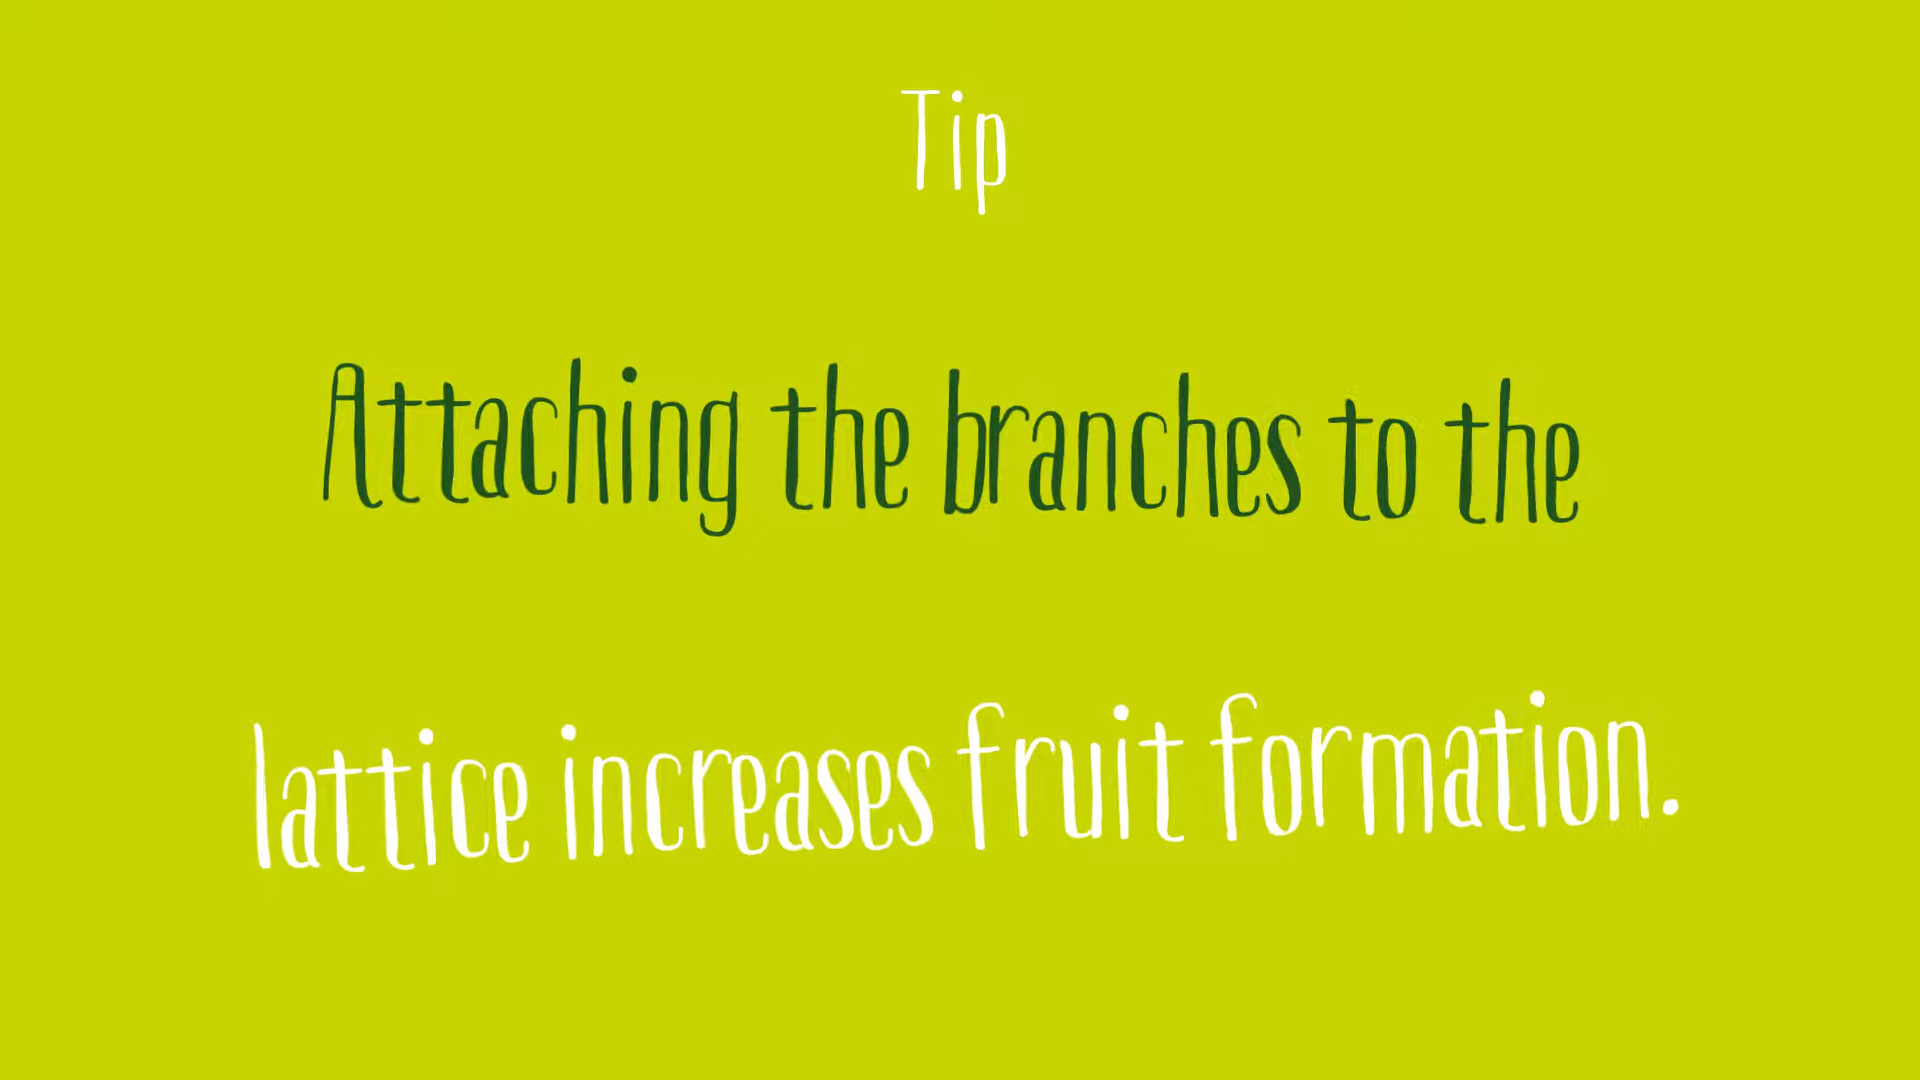 Tip
Attaching the branches to the
lattice increases fruit formation.